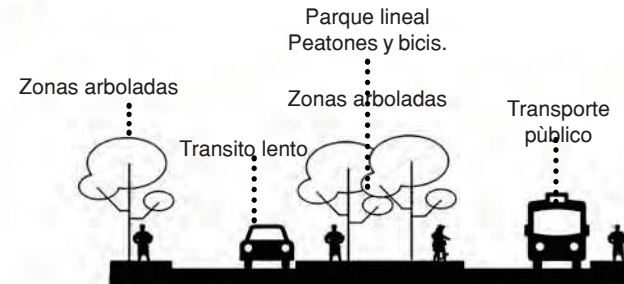 Parque lineal
Peatones y bicis.
Zonas arboladas
Zonas arboladas
Transporte
pùblico
Transito lento